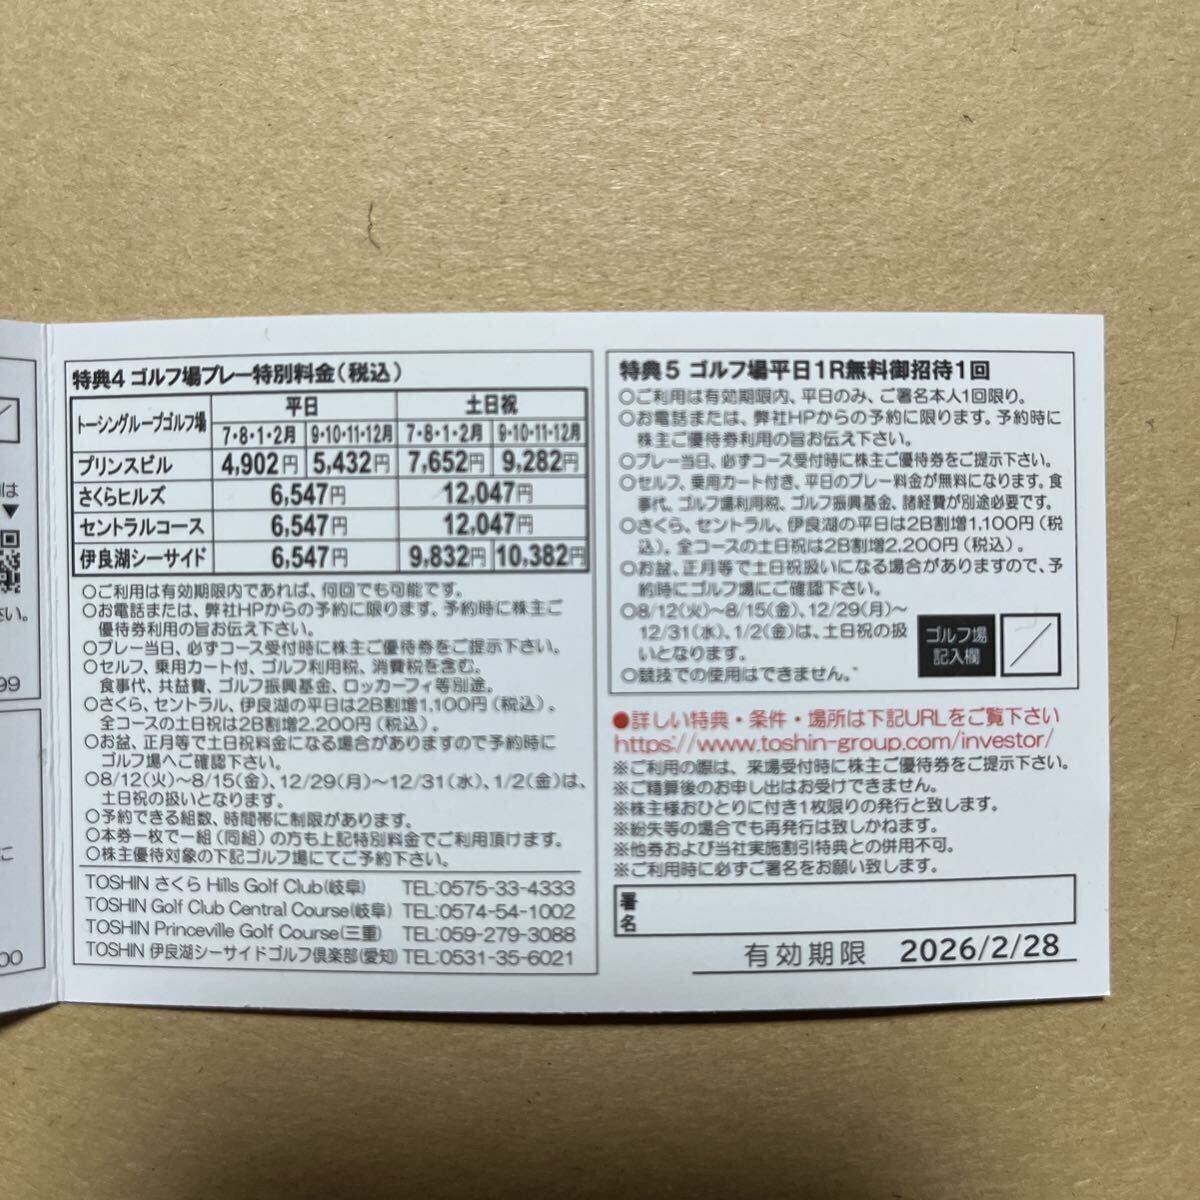 特典4 ゴルフ場プレー特別料金(税込)
トーシングループゴルフ場 平日 土日祝
7・8・1・2月 9・10・11・12月 7・8・1・2月 9・10・11・12月
プリンスビル 4,902円 5,432円 7,652円 9,282円
さくらヒルズ 6,547円 12,047円
セントラルコース 6,547円 12,047円
伊良湖シーサイド 6,547円 9,832円 10,382円
○ご利用は有効期限内であれば、何回でも可能です。
○お電話または、弊社HPからの予約に限ります。予約時に株主ご
優待券利用の旨お伝え下さい。
○プレー当日、必ずコース受付時に株主ご優待券をご提示下さい。
○セルフ、乗用カート付、ゴルフ利用税、消費税を含む。
食事代、共益費、ゴルフ振興基金、ロッカーフィ等別途。
○さくら、セントラル、伊良湖の平日は2B割増1,100円(税込)。
全コースの土日祝は2B割増2,200円(税込)。
○お盆、正月等で土日祝料金になる場合がありますので予約時に
ゴルフ場へご確認下さい。
○8/12(火)～8/15(金)、12/29(月)～12/31(水)、1/2(金)は、
土日祝の扱いとなります。
○予約できる組数、時間帯に制限があります。
○本券一枚で一組(同組)の方も上記特別料金でご利用頂けます。
○株主優待対象の下記ゴルフ場にてご予約下さい。
TOSHIN さくら Hills Golf Club(岐阜) TEL:0575-33-4333
TOSHIN Golf Club Central Course(岐阜) TEL:0574-54-1002
TOSHIN Princeville Golf Course(三重) TEL:059-279-3088
TOSHIN 伊良湖シーサイドゴルフ倶楽部(愛知) TEL:0531-35-6021
特典5 ゴルフ場平日1R無料御招待1回
○ご利用は有効期限内、平日のみ、ご署名本人1回限り。
○お電話または、弊社HPからの予約に限ります。予約時に
株主ご優待券利用の旨お伝え下さい。
○プレー当日、必ずコース受付時に株主ご優待券をご提示下さい。
○セルフ、乗用カート付き、平日のプレー料金が無料になります。食
事代、ゴルフ場利用税、ゴルフ振興基金、諸経費が別途必要です。
○さくら、セントラル、伊良湖の平日は2B割増1,100円(税
込)。全コースの土日祝は2B割増2,200円(税込)。
○お盆、正月等で土日祝扱いになる場合がありますので、予
約時にゴルフ場にご確認下さい。
○8/12(火)～8/15(金)、12/29(月)～
12/31(水)、1/2(金)は、土日祝の扱
いとなります。
○競技での使用はできません。
ゴルフ場
記入欄
●詳しい特典・条件・場所は下記URLをご覧下さい
https://www.toshin-group.com/investor/
※ご利用の際は、来場受付時に株主ご優待券をご提示下さい。
※ご精算後のお申し出はお受けできません。
※株主様おひとりに付き1枚限りの発行と致します。
※紛失等の場合でも再発行は致しかねます。
※他券および当社実施割引特典との併用不可。
※ご利用時に必ずご署名をお願い致します。
署
名
有効期限 2026/2/28
は
▼
さい。
99
に
00